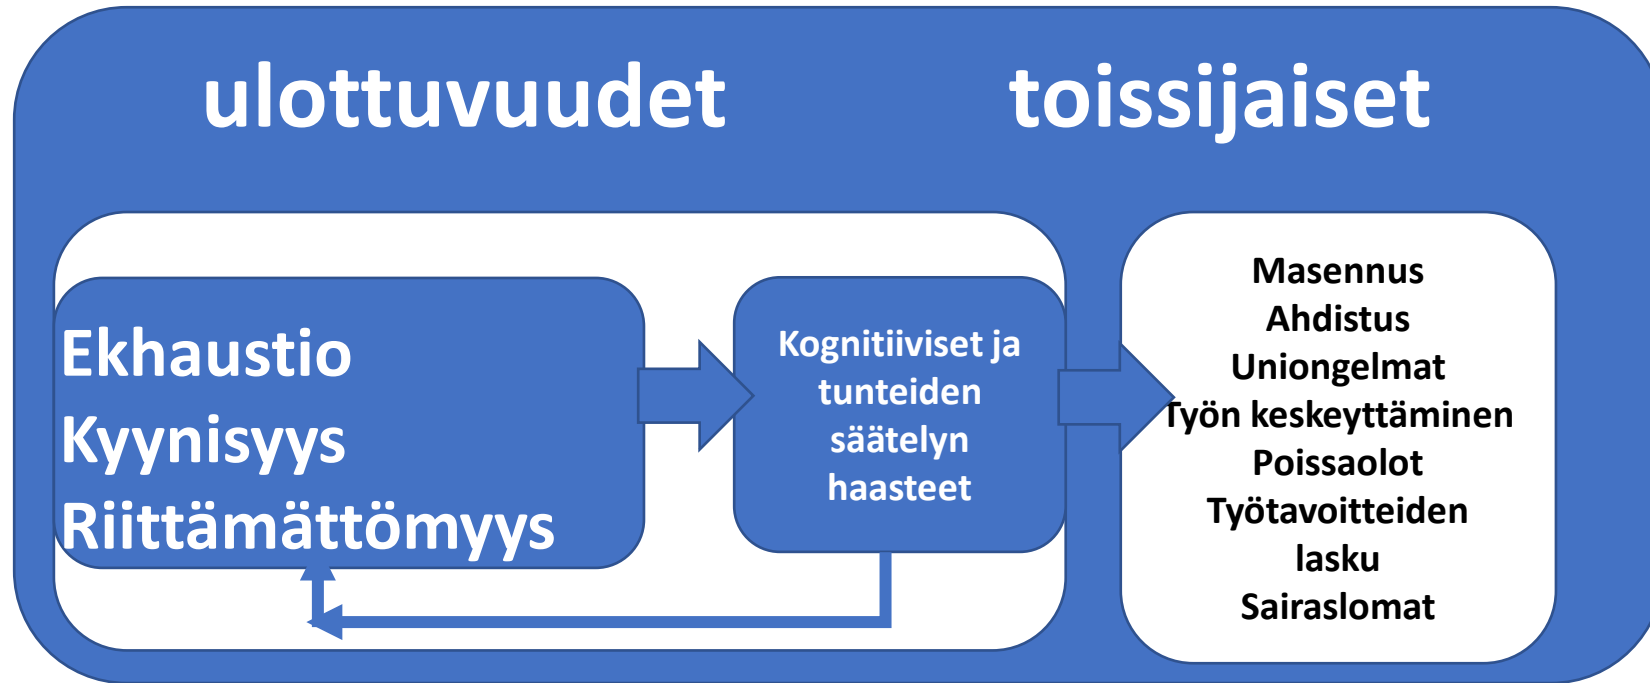 ulottuvuudet
toissijaiset
Ekhaustio
Kyynisyys
Riittämättömyys
Kognitiiviset ja
tunteiden
säätelyn
haasteet
Masennus
Ahdistus
Uniongelmat
Työn keskeyttäminen
Poissaolot
Työtavoitteiden
lasku
Sairaslomat